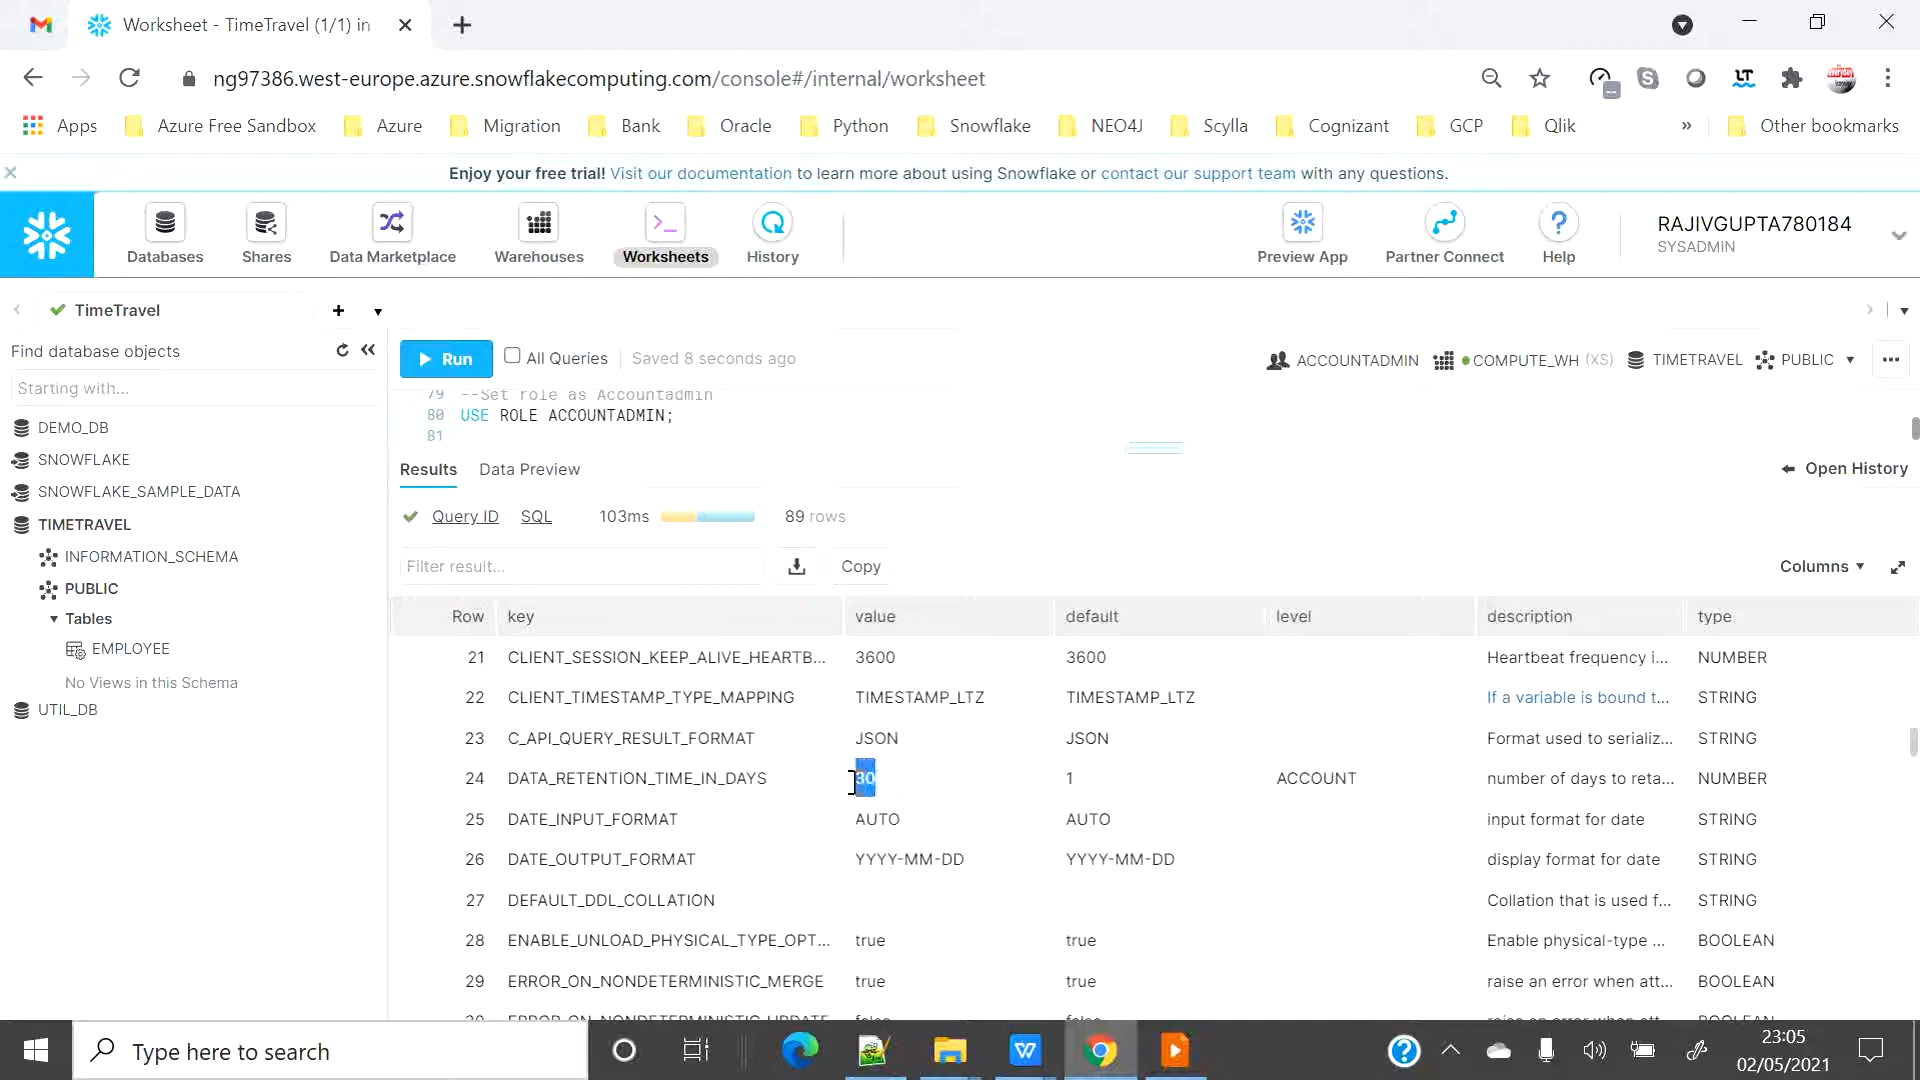 Worksheet - TimeTravel (1/1) in
ng97386.west-europe.azure.snowflakecomputing.com/console#/internal/worksheet
Apps Azure Free Sandbox Azure Migration Bank Oracle Python Snowflake NEO4J Scylla Cognizant GCP Qlik » Other bookmarks
Enjoy your free trial! Visit our documentation to learn more about using Snowflake or contact our support team with any questions.
Databases Shares Data Marketplace Warehouses Worksheets History Preview App Partner Connect Help
RAJIVGUPTA780184
SYSADMIN
TimeTravel
Find database objects
Starting with...
DEMO_DB
SNOWFLAKE
SNOWFLAKE_SAMPLE_DATA
TIMETRAVEL
INFORMATION_SCHEMA
PUBLIC
Tables
EMPLOYEE
No Views in this Schema
UTIL_DB
Run All Queries Saved 8 seconds ago ACCOUNTADMIN COMPUTE_WH (XS) TIMETRAVEL PUBLIC
79 --Set role as Accountadmin
80 USE ROLE ACCOUNTADMIN;
81
Results Data Preview Open History
Query ID SQL 103ms 89 rows
Filter result... Copy Columns
Row key value default level description type
21 CLIENT_SESSION_KEEP_ALIVE_HEARTB... 3600 3600 Heartbeat frequency i... NUMBER
22 CLIENT_TIMESTAMP_TYPE_MAPPING TIMESTAMP_LTZ TIMESTAMP_LTZ If a variable is bound t... STRING
23 C_API_QUERY_RESULT_FORMAT JSON JSON Format used to serializ... STRING
24 DATA_RETENTION_TIME_IN_DAYS 30 1 ACCOUNT number of days to reta... NUMBER
25 DATE_INPUT_FORMAT AUTO AUTO input format for date STRING
26 DATE_OUTPUT_FORMAT YYYY-MM-DD YYYY-MM-DD display format for date STRING
27 DEFAULT_DDL_COLLATION Collation that is used f... STRING
28 ENABLE_UNLOAD_PHYSICAL_TYPE_OPT... true true Enable physical-type ... BOOLEAN
29 ERROR_ON_NONDETERMINISTIC_MERGE true true raise an error when att... BOOLEAN
30 ERROR_ON_NONDETERMINISTIC_UPDATE false false raise an error when att... BOOLEAN
Type here to search
23:05
02/05/2021